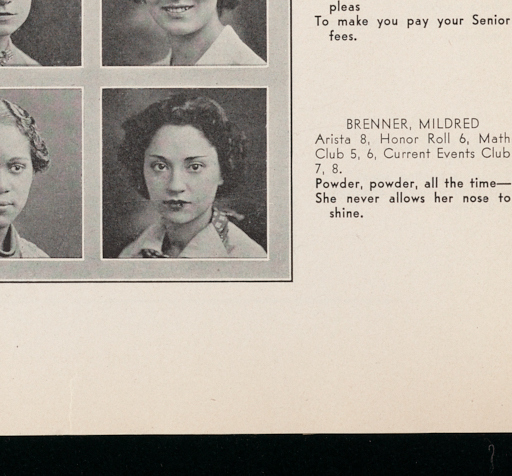 pleas
To make you pay your Senior
fees.
BRENNER, MILDRED
Arista 8, Honor Roll 6, Math
Club 5, 6, Current Events Club
7, 8.
Powder, powder, all the time—
She never allows her nose to
shine.